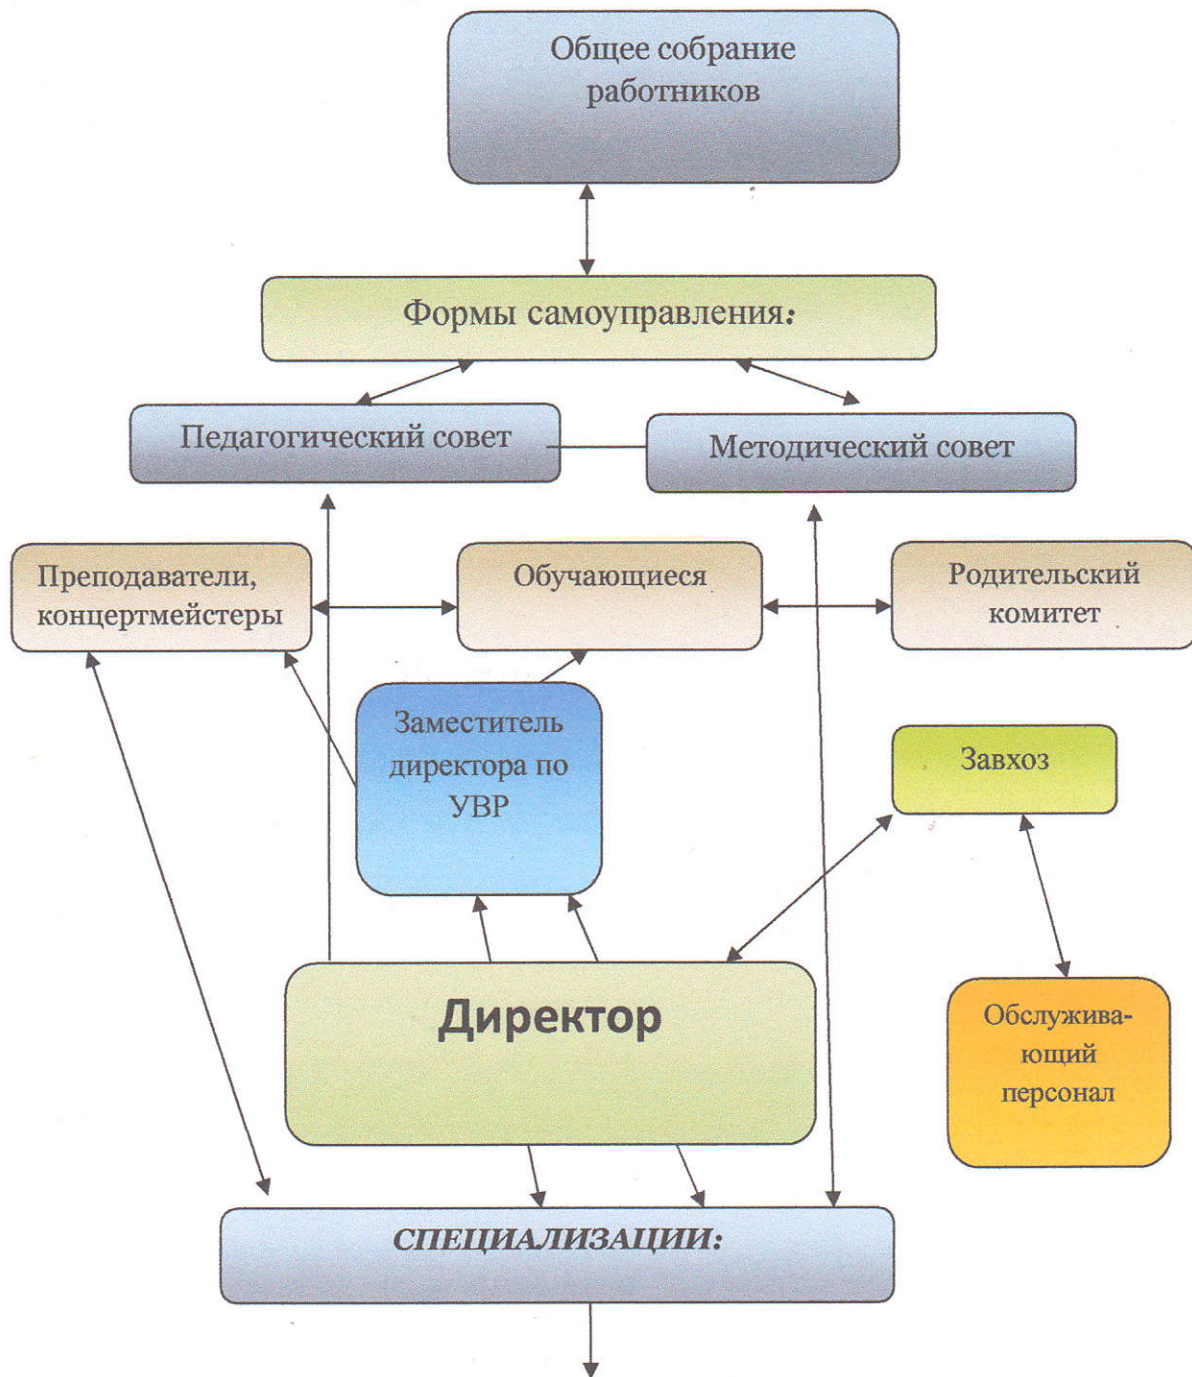 Общее собрание
работников
Формы самоуправления:
Педагогический совет
Методический совет
Преподаватели,
концертмейстеры
Обучающиеся
Родительский
комитет
Заместитель
директора по
УВР
Завхоз
Директор
Обслужива-
ющий
персонал
СПЕЦИАЛИЗАЦИИ: